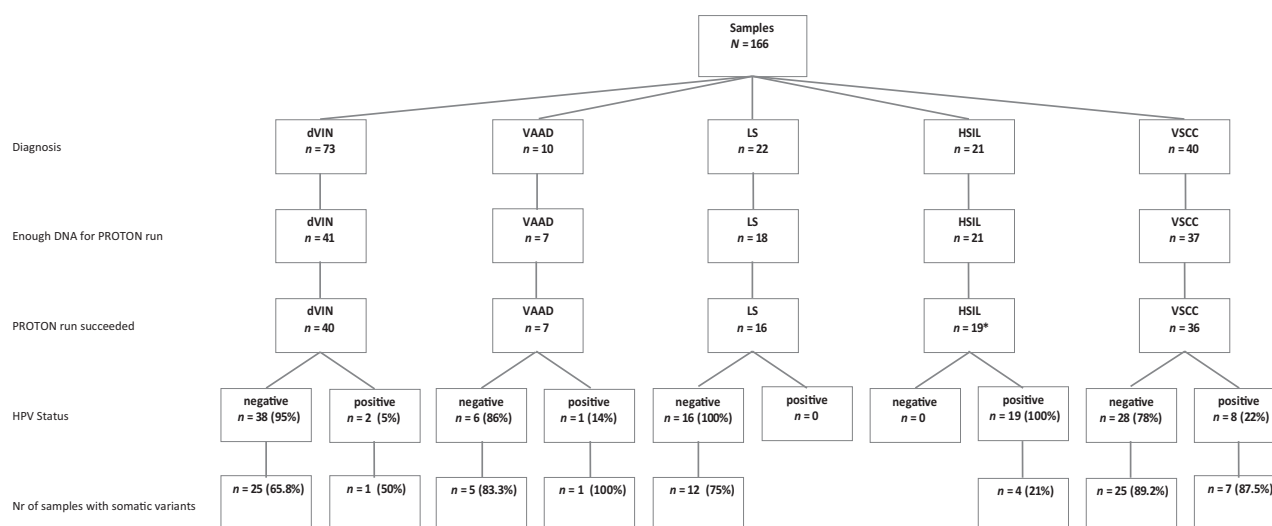 Samples
N = 166
Diagnosis
dVIN
n = 73
VAAD
n = 10
LS
n = 22
HSIL
n = 21
VSCC
n = 40
Enough DNA for PROTON run
dVIN
n = 41
VAAD
n = 7
LS
n = 18
HSIL
n = 21
VSCC
n = 37
PROTON run succeeded
dVIN
n = 40
VAAD
n = 7
LS
n = 16
HSIL
n = 19*
VSCC
n = 36
HPV Status
negative
n = 38 (95%)
positive
n = 2 (5%)
negative
n = 6 (86%)
positive
n = 1 (14%)
negative
n = 16 (100%)
positive
n = 0
negative
n = 0
positive
n = 19 (100%)
negative
n = 28 (78%)
positive
n = 8 (22%)
Nr of samples with somatic variants
n = 25 (65.8%)
n = 1 (50%)
n = 5 (83.3%)
n = 1 (100%)
n = 12 (75%)
n = 4 (21%)
n = 25 (89.2%)
n = 7 (87.5%)